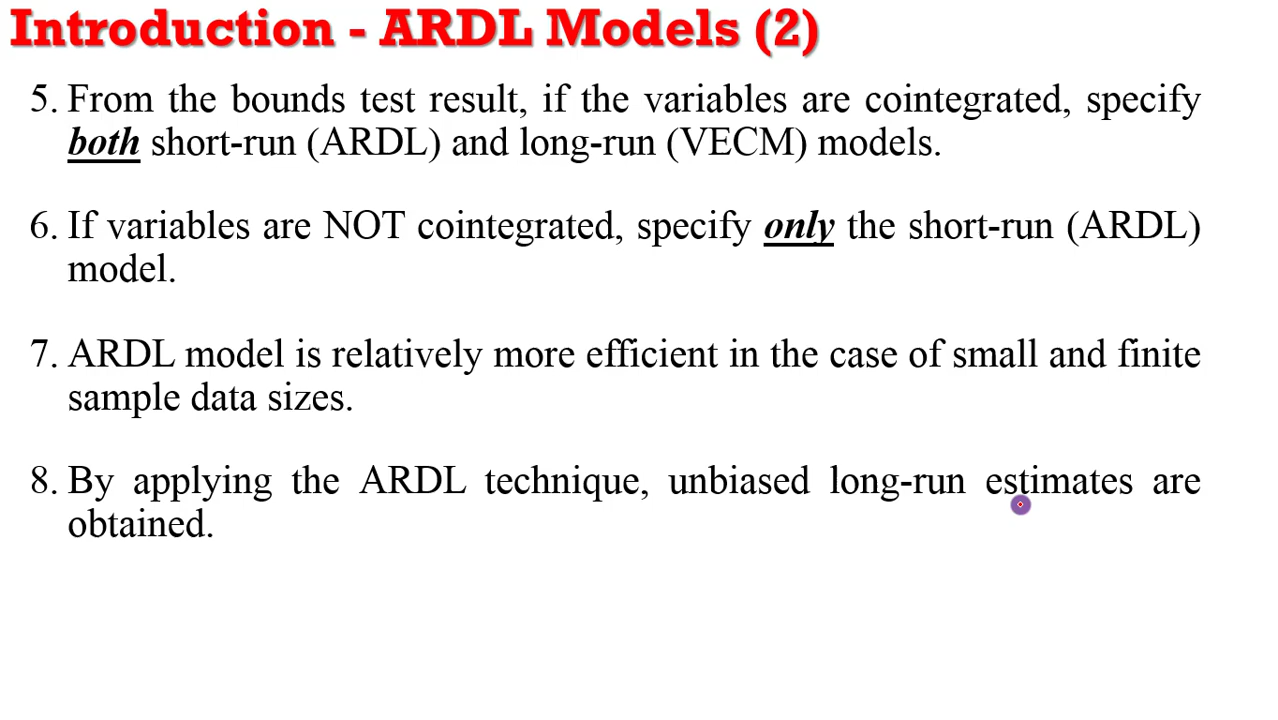 Introduction - ARDL Models (2)
5. From the bounds test result, if the variables are cointegrated, specify
both short-run (ARDL) and long-run (VECM) models.
6. If variables are NOT cointegrated, specify only the short-run (ARDL)
model.
7. ARDL model is relatively more efficient in the case of small and finite
sample data sizes.
8. By applying the ARDL technique, unbiased long-run estimates are
obtained.